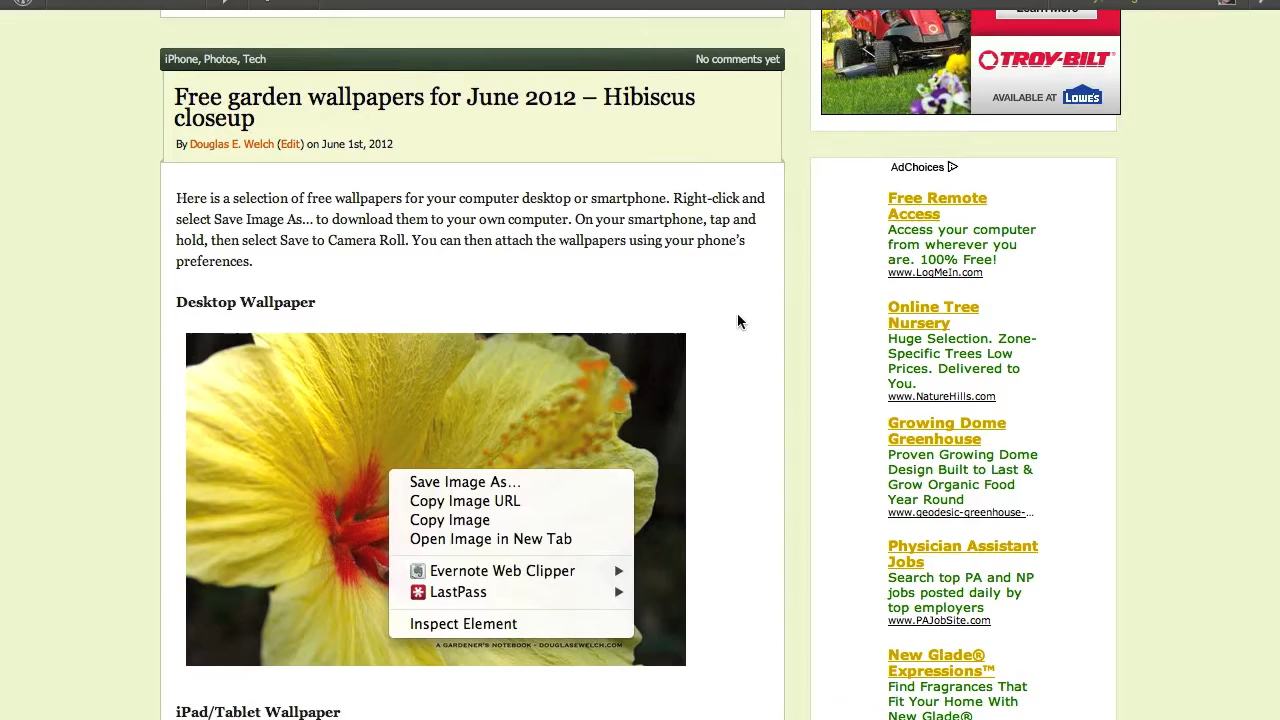 Learn More
TROY-BILT
AVAILABLE AT LOWE'S
iPhone, Photos, Tech
No comments yet
Free garden wallpapers for June 2012 – Hibiscus
closeup
By Douglas E. Welch (Edit) on June 1st, 2012
Here is a selection of free wallpapers for your computer desktop or smartphone. Right-click and
select Save Image As... to download them to your own computer. On your smartphone, tap and
hold, then select Save to Camera Roll. You can then attach the wallpapers using your phone's
preferences.
Desktop Wallpaper
Save Image As...
Copy Image URL
Copy Image
Open Image in New Tab
Evernote Web Clipper
LastPass
Inspect Element
A GARDENER'S NOTEBOOK - DOUGLASEWELCH.COM
iPad/Tablet Wallpaper
AdChoices
Free Remote
Access
Access your computer
from wherever you
are. 100% Free!
www.LogMeIn.com
Online Tree
Nursery
Huge Selection. Zone-
Specific Trees Low
Prices. Delivered to
You.
www.NatureHills.com
Growing Dome
Greenhouse
Proven Growing Dome
Design Built to Last &
Grow Organic Food
Year Round
www.geodesic-greenhouse-...
Physician Assistant
Jobs
Search top PA and NP
jobs posted daily by
top employers
www.PAJobSite.com
New Glade®
Expressions™
Find Fragrances That
Fit Your Home With
New Glade®